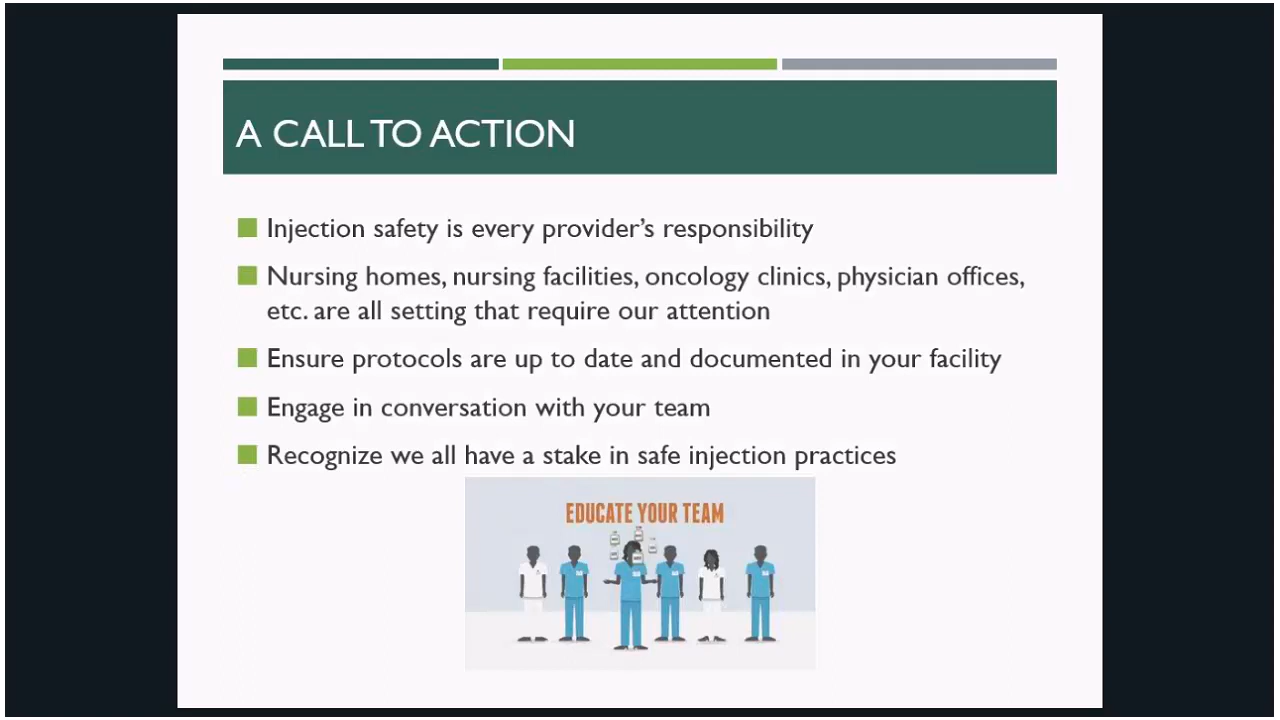 A CALL TO ACTION
Injection safety is every provider’s responsibility
Nursing homes, nursing facilities, oncology clinics, physician offices,
etc. are all setting that require our attention
Ensure protocols are up to date and documented in your facility
Engage in conversation with your team
Recognize we all have a stake in safe injection practices
EDUCATE YOUR TEAM